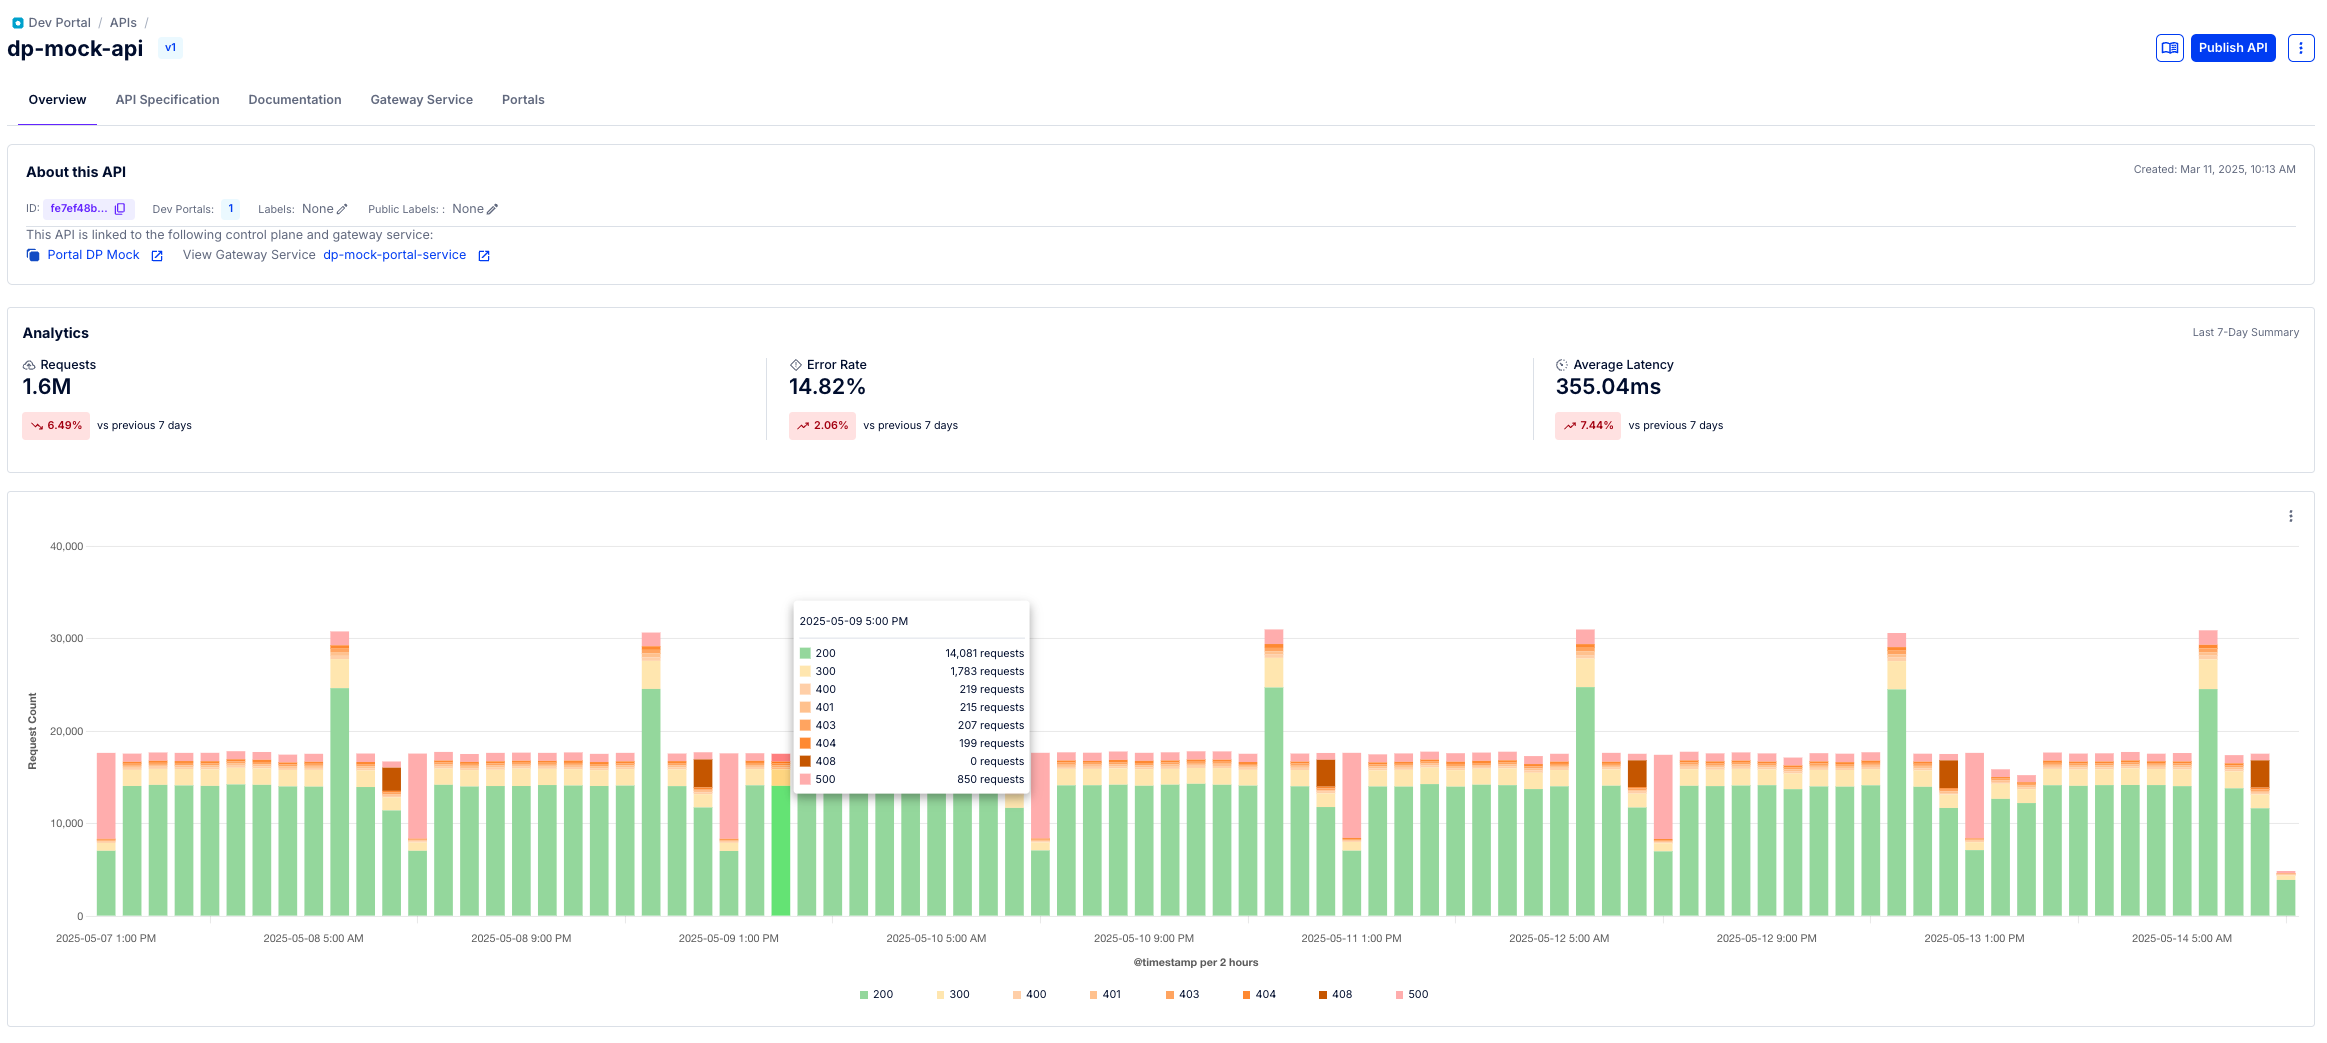 Dev Portal / APIs /
dp-mock-api v1
Publish API
Overview API Specification Documentation Gateway Service Portals
About this API
Created: Mar 11, 2025, 10:13 AM
ID: fe7ef48b... Dev Portals: 1 Labels: None Public Labels: : None
This API is linked to the following control plane and gateway service:
Portal DP Mock View Gateway Service dp-mock-portal-service
Analytics
Last 7-Day Summary
Requests
1.6M
6.49% vs previous 7 days
Error Rate
14.82%
2.06% vs previous 7 days
Average Latency
355.04ms
7.44% vs previous 7 days
Request Count
40,000
30,000
20,000
10,000
0
2025-05-09 5:00 PM
200 14,081 requests
300 1,783 requests
400 219 requests
401 215 requests
403 207 requests
404 199 requests
408 0 requests
500 850 requests
2025-05-07 1:00 PM 2025-05-08 5:00 AM 2025-05-08 9:00 PM 2025-05-09 1:00 PM 2025-05-10 5:00 AM 2025-05-10 9:00 PM 2025-05-11 1:00 PM 2025-05-12 5:00 AM 2025-05-12 9:00 PM 2025-05-13 1:00 PM 2025-05-14 5:00 AM
@timestamp per 2 hours
200 300 400 401 403 404 408 500